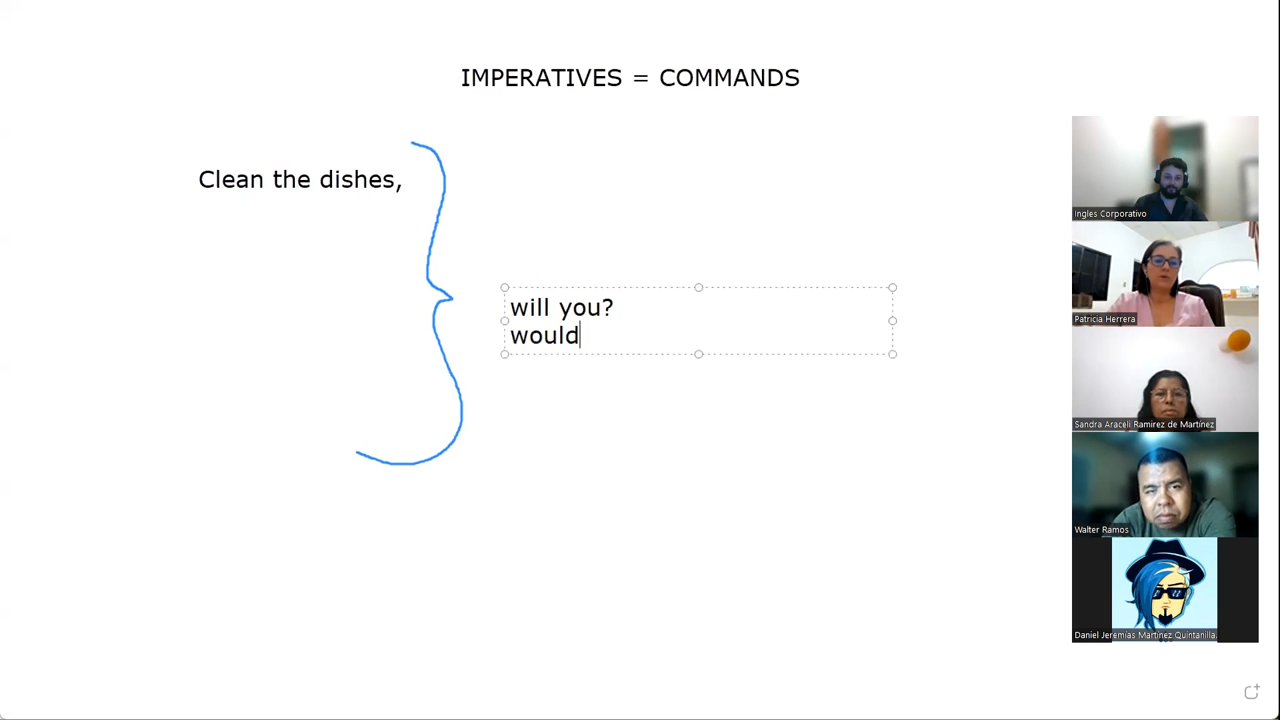 IMPERATIVES = COMMANDS
Clean the dishes,
will you?
would
Ingles Corporativo
Patricia Herrera
Sandra Araceli Ramirez de Martinez
Walter Ramos
Daniel Jeremias Martinez Quintanilla.